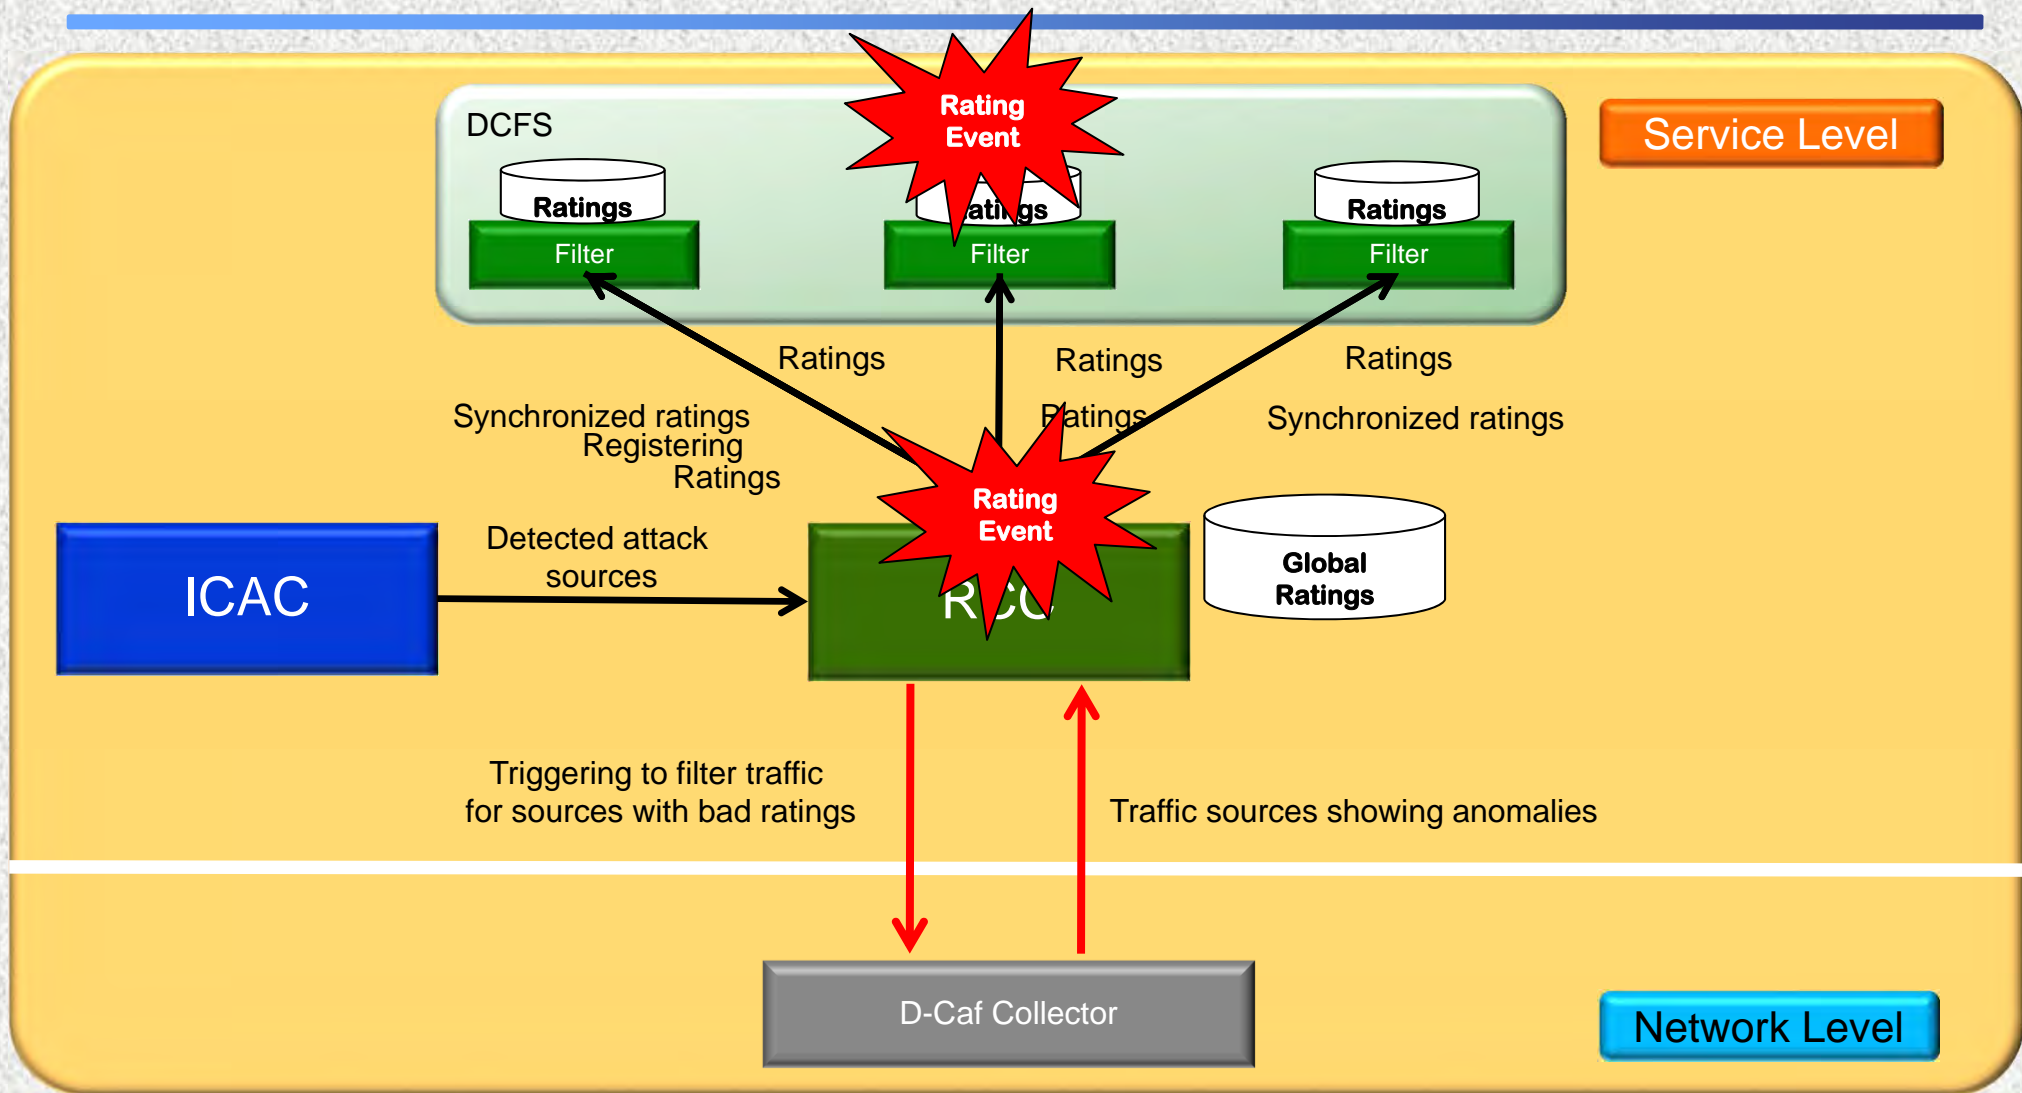 Rating
Event
DCFS
Service Level
Ratings
Ratings
Filter
Filter
Filter
Ratings
Ratings
Ratings
Synchronized ratings
Ratings
Synchronized ratings
Registering
Ratings
Rating
Event
Detected attack
sources
Global
Ratings
ICAC
Triggering to filter traffic
for sources with bad ratings
Traffic sources showing anomalies
D-Caf Collector
Network Level